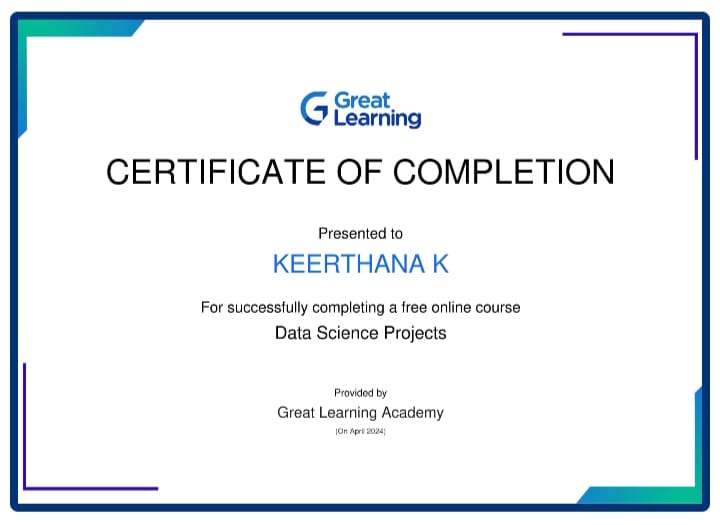 Great
Learning
CERTIFICATE OF COMPLETION
Presented to
KEERTHANA K
For successfully completing a free online course
Data Science Projects
Provided by
Great Learning Academy
(On April 2024)